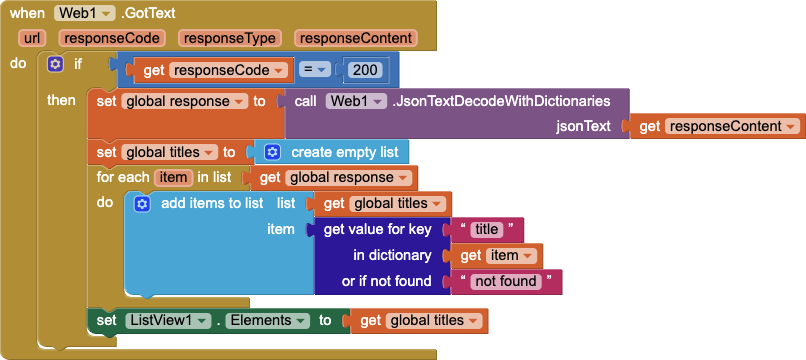 when Web1 .GotText
url responseCode responseType responseContent
do if get responseCode = 200
then set global response to call Web1 .JsonTextDecodeWithDictionaries
jsonText get responseContent
set global titles to create empty list
for each item in list get global response
do add items to list list get global titles
item get value for key “ title ”
in dictionary get item
or if not found “ not found ”
set ListView1 . Elements to get global titles